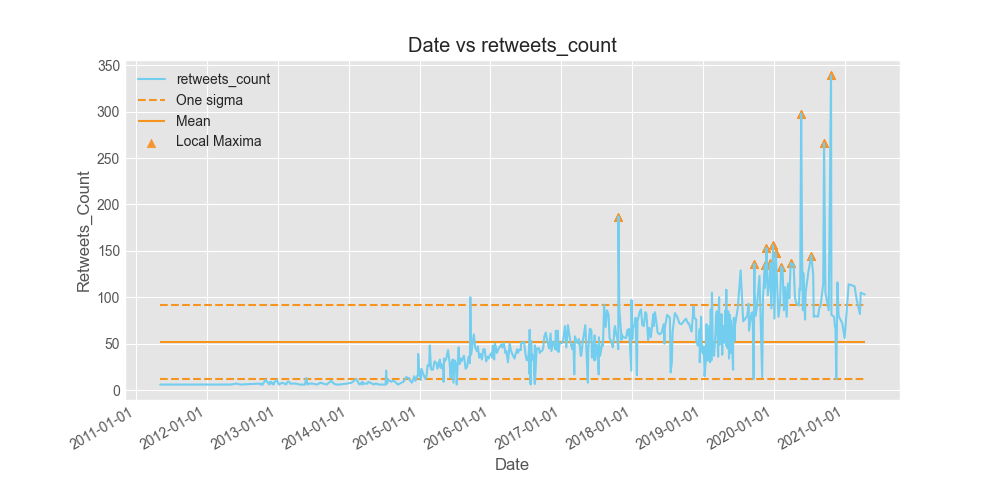 Date vs retweets_count
retweets_count
One sigma
Mean
Local Maxima
Retweets_Count
350
300
250
200
150
100
50
0
2011-01-01
2012-01-01
2013-01-01
2014-01-01
2015-01-01
2016-01-01
2017-01-01
2018-01-01
2019-01-01
2020-01-01
2021-01-01
Date